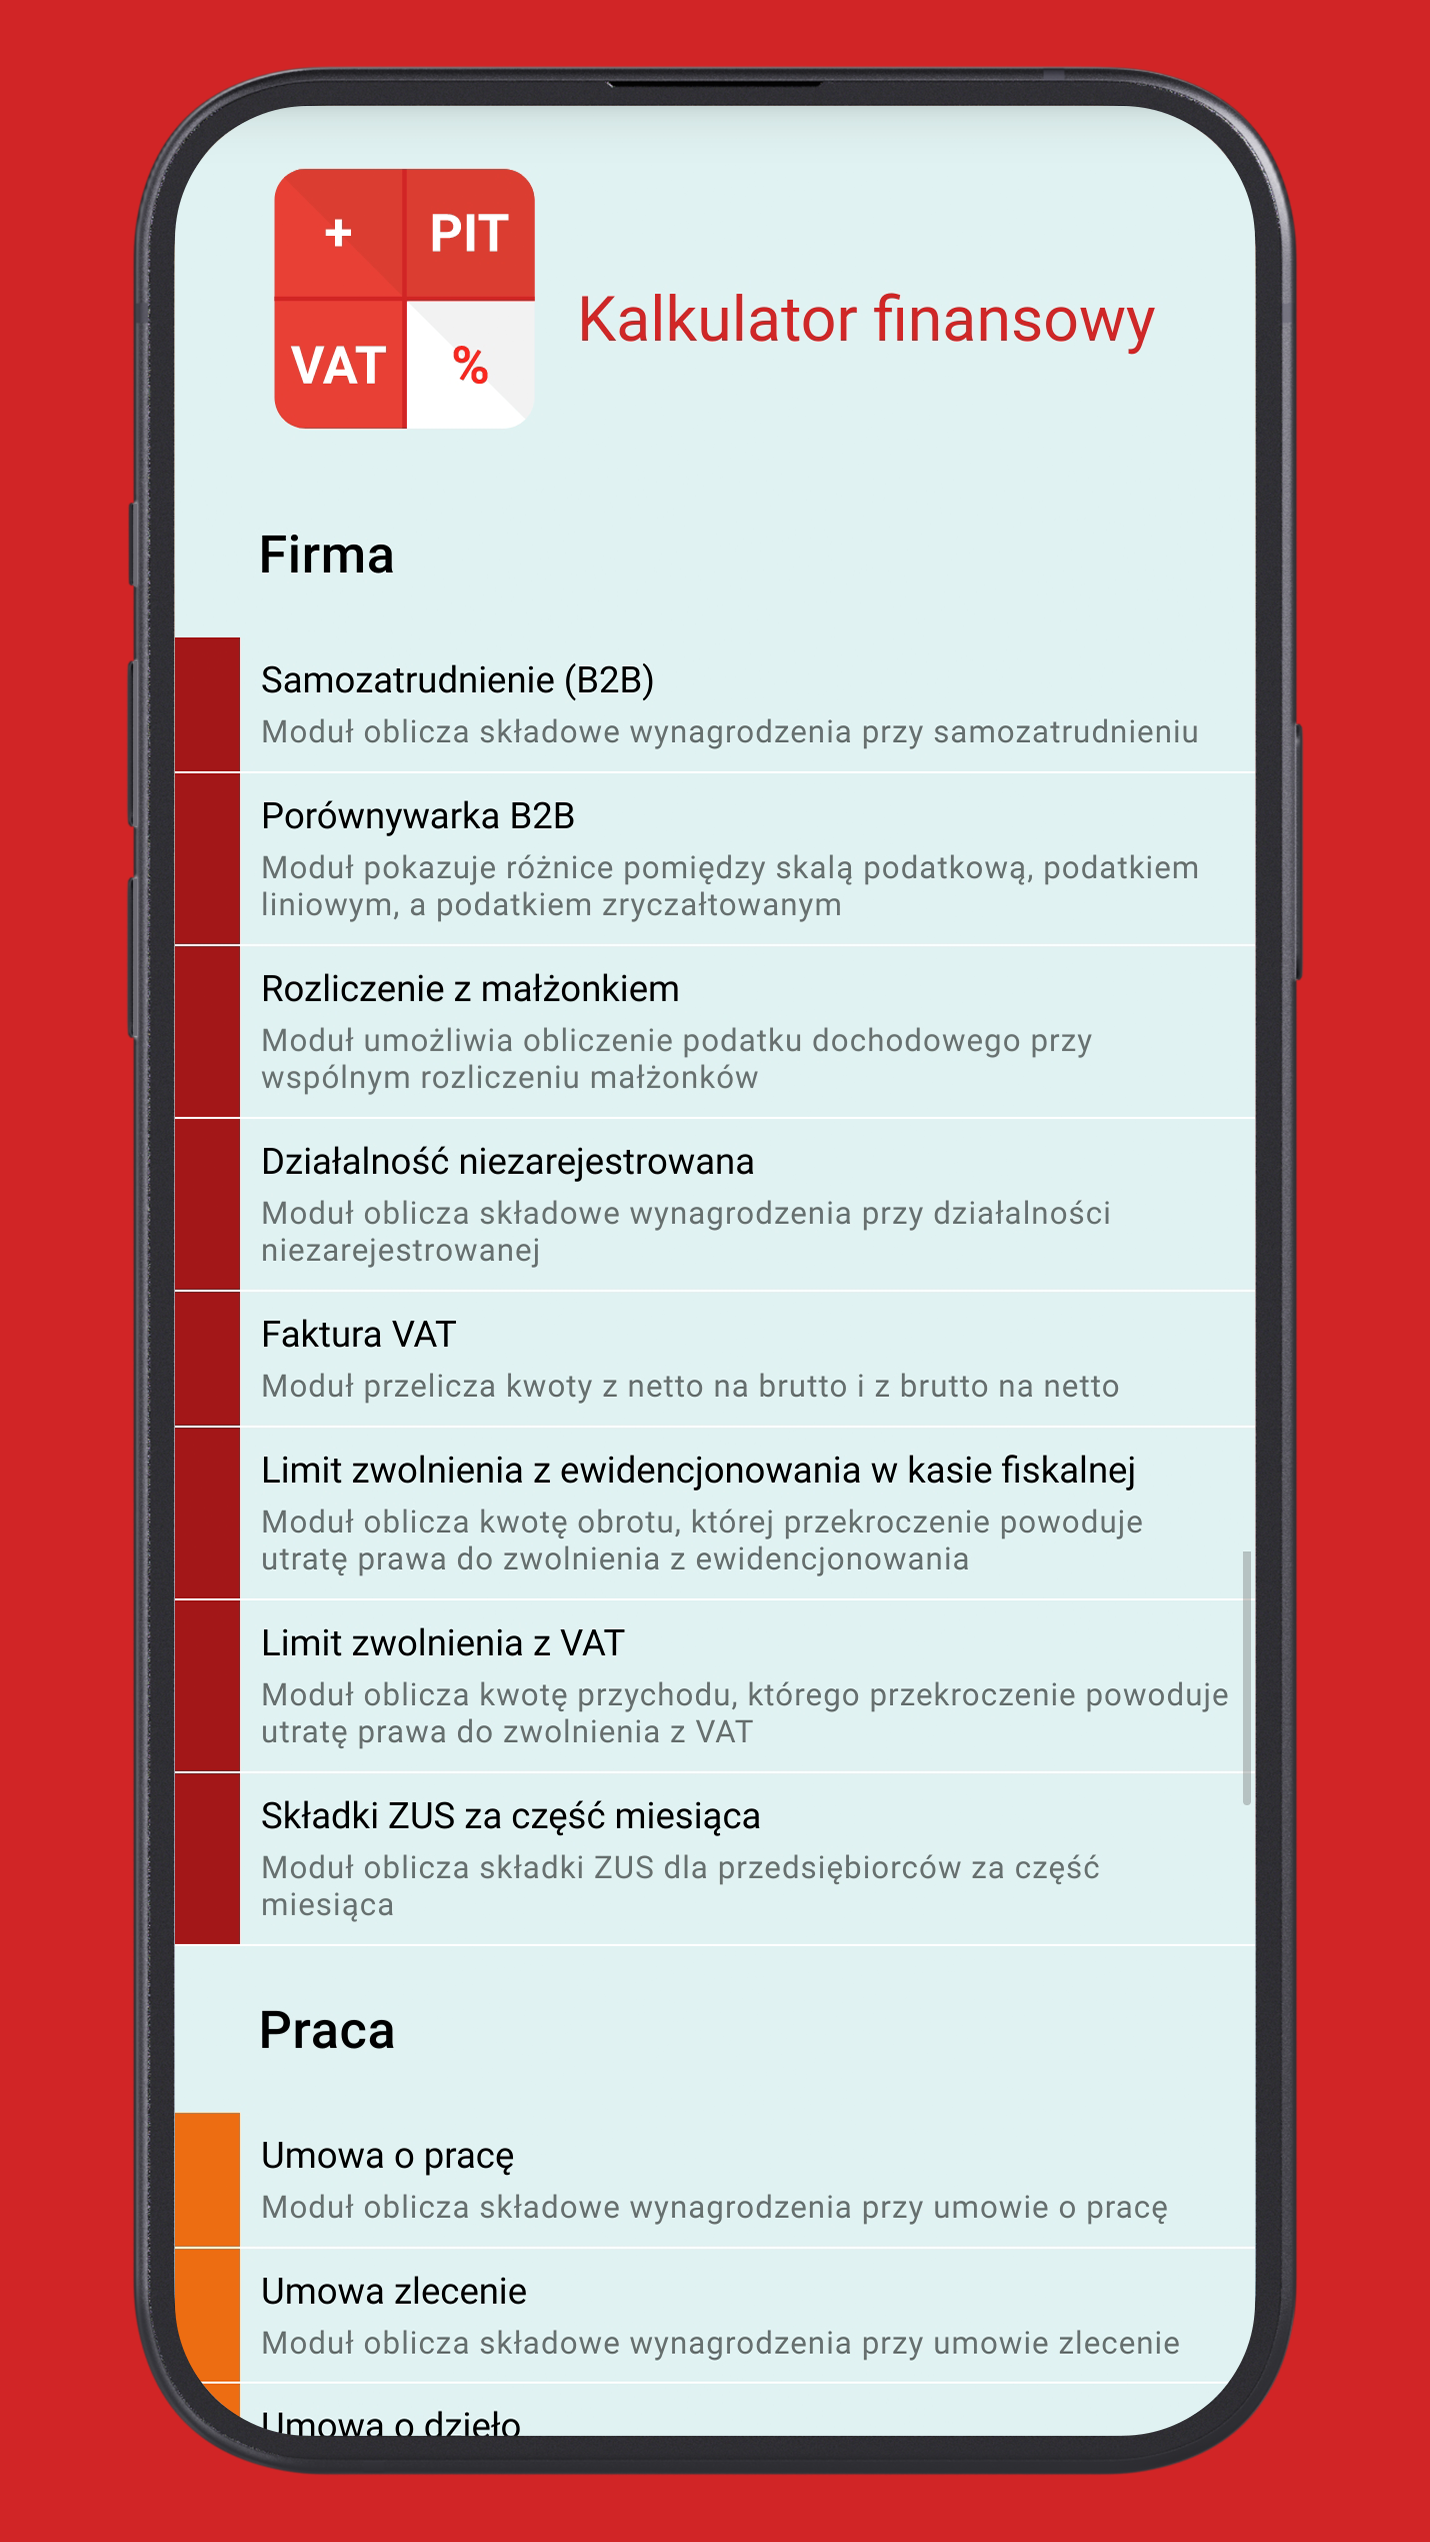 +
PIT
VAT
%
Kalkulator finansowy
Firma
Samozatrudnienie (B2B)
Moduł oblicza składowe wynagrodzenia przy samozatrudnieniu
Porównywarka B2B
Moduł pokazuje różnice pomiędzy skalą podatkową, podatkiem
liniowym, a podatkiem zryczałtowanym
Rozliczenie z małżonkiem
Moduł umożliwia obliczenie podatku dochodowego przy
wspólnym rozliczeniu małżonków
Działalność niezarejestrowana
Moduł oblicza składowe wynagrodzenia przy działalności
niezarejestrowanej
Faktura VAT
Moduł przelicza kwoty z netto na brutto i z brutto na netto
Limit zwolnienia z ewidencjonowania w kasie fiskalnej
Moduł oblicza kwotę obrotu, której przekroczenie powoduje
utratę prawa do zwolnienia z ewidencjonowania
Limit zwolnienia z VAT
Moduł oblicza kwotę przychodu, którego przekroczenie powoduje
utratę prawa do zwolnienia z VAT
Składki ZUS za część miesiąca
Moduł oblicza składki ZUS dla przedsiębiorców za część
miesiąca
Praca
Umowa o pracę
Moduł oblicza składowe wynagrodzenia przy umowie o pracę
Umowa zlecenie
Moduł oblicza składowe wynagrodzenia przy umowie zlecenie
Umowa o dzieło